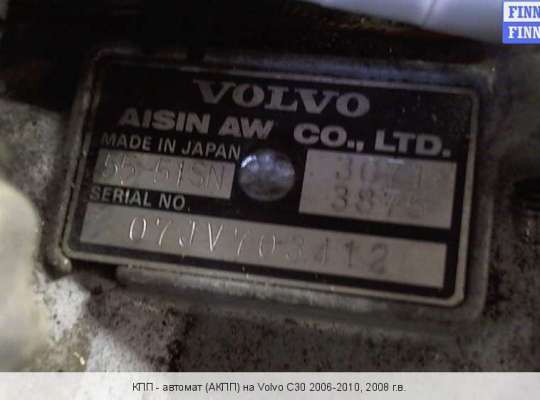 FINN
FINN
VOLVO
AISIN AW CO., LTD.
MADE IN JAPAN
55-51SN
SERIAL NO.
07JV703412
КПП - автомат (АКПП) на Volvo C30 2006-2010, 2008 г.в.